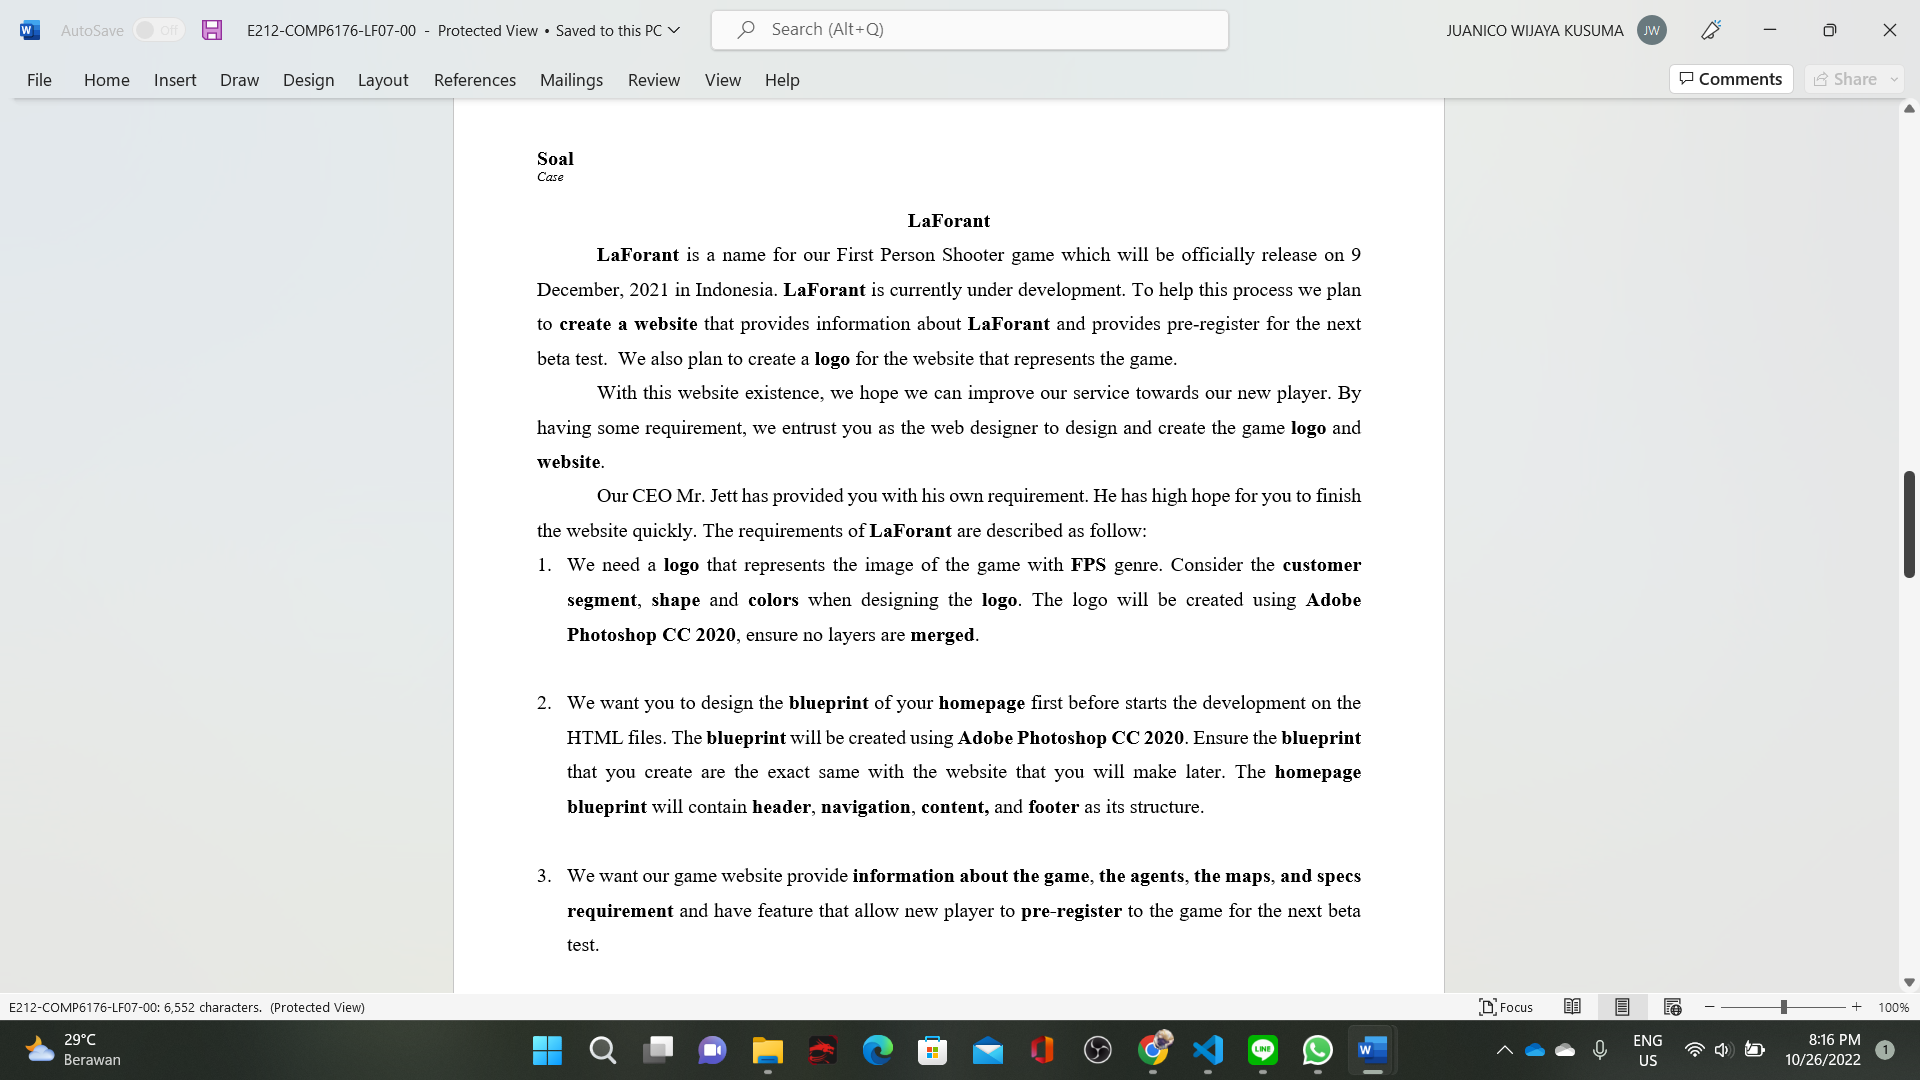 AutoSave Off E212-COMP6176-LF07-00 - Protected View • Saved to this PC Search (Alt+Q) JUANICO WIJAYA KUSUMA JW
File Home Insert Draw Design Layout References Mailings Review View Help Comments Share
Soal
Case
LaForant
LaForant is a name for our First Person Shooter game which will be officially release on 9
December, 2021 in Indonesia. LaForant is currently under development. To help this process we plan
to create a website that provides information about LaForant and provides pre-register for the next
beta test. We also plan to create a logo for the website that represents the game.
With this website existence, we hope we can improve our service towards our new player. By
having some requirement, we entrust you as the web designer to design and create the game logo and
website.
Our CEO Mr. Jett has provided you with his own requirement. He has high hope for you to finish
the website quickly. The requirements of LaForant are described as follow:
1. We need a logo that represents the image of the game with FPS genre. Consider the customer
segment, shape and colors when designing the logo. The logo will be created using Adobe
Photoshop CC 2020, ensure no layers are merged.
2. We want you to design the blueprint of your homepage first before starts the development on the
HTML files. The blueprint will be created using Adobe Photoshop CC 2020. Ensure the blueprint
that you create are the exact same with the website that you will make later. The homepage
blueprint will contain header, navigation, content, and footer as its structure.
3. We want our game website provide information about the game, the agents, the maps, and specs
requirement and have feature that allow new player to pre-register to the game for the next beta
test.
E212-COMP6176-LF07-00: 6,552 characters. (Protected View) Focus 100%
29°C
Berawan
LINE
ENG
US
8:16 PM
10/26/2022
1